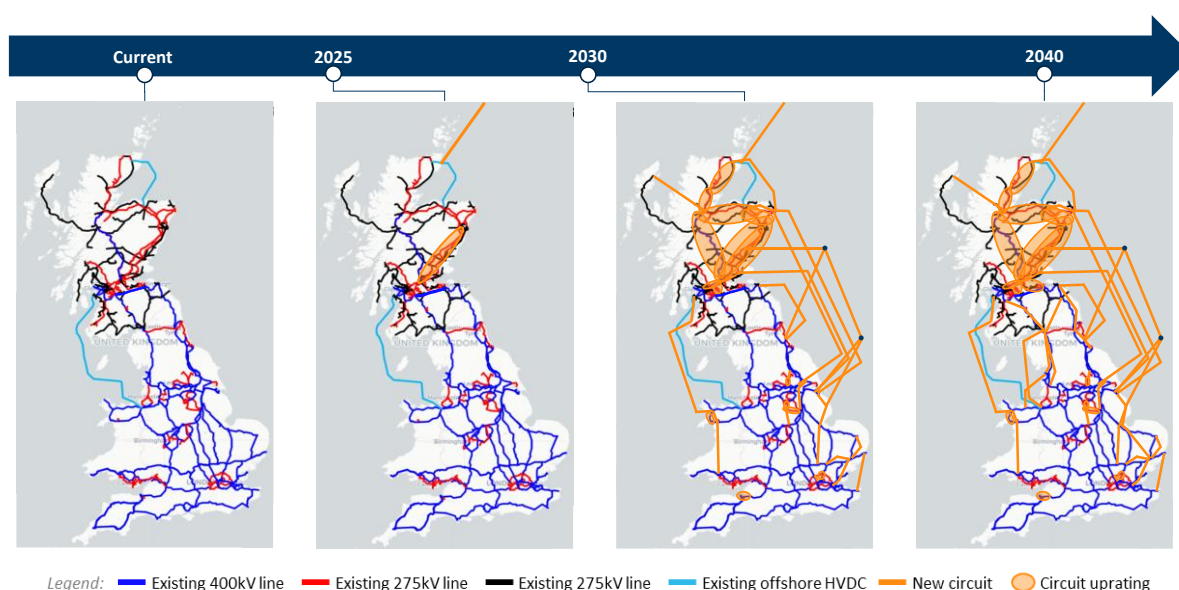 Current
2025
2030
2040
UNITED KINGDOM
UNITED KINGDOM
UNITED KINGDOM
UNITED KINGDOM
Legend: Existing 400kV line Existing 275kV line Existing 275kV line Existing offshore HVDC New circuit Circuit uprating